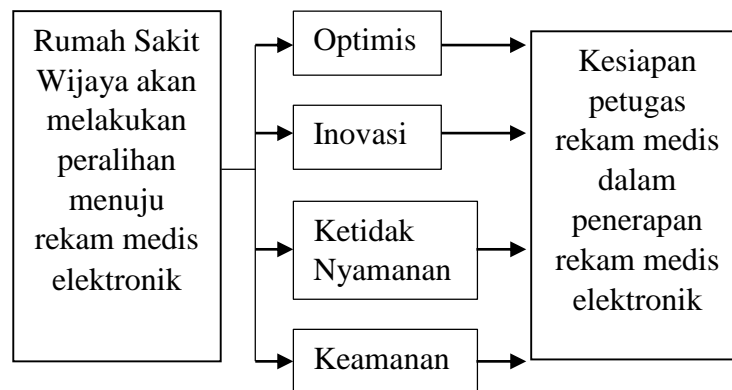 Rumah Sakit
Wijaya akan
melakukan
peralihan
menuju
rekam medis
elektronik
Optimis
Inovasi
Ketidak
Nyamanan
Keamanan
Kesiapan
petugas
rekam medis
dalam
penerapan
rekam medis
elektronik